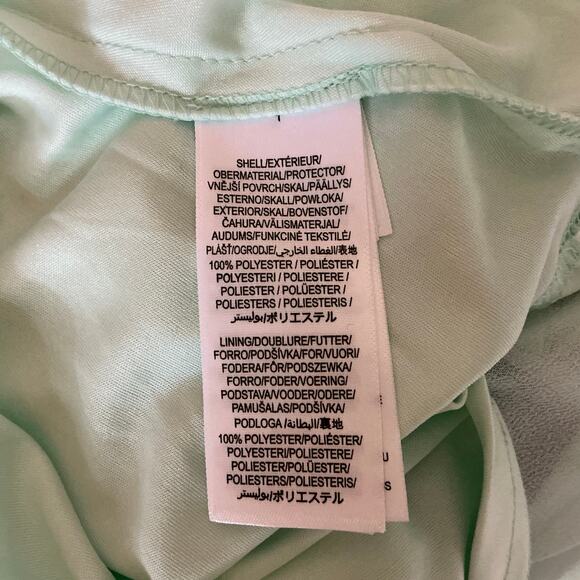 SHELL/EXTÉRIEUR/
OBERMATERIAL/PROTECTOR/
VNĚJŠÍ POVRCH/SKAL/PÄÄLLYS/
ESTERNO/SKALL/POWŁOKA/
EXTERIOR/SKAL/BOVENSTOF/
ČAHURA/VÄLISMATERJAL/
AUDUMS/FUNKCINĖ TEKSTILĖ/
PLÁŠŤ/OGRODJE/الغطاء الخارجي/表地
100% POLYESTER / POLIÉSTER /
POLYESTERI / POLIESTERE /
POLIESTER / POLÜESTER /
POLIESTERS / POLIESTERIS /
بوليستر/ポリエステル
LINING/DOUBLURE/FUTTER/
FORRO/PODŠÍVKA/FOR/VUORI/
FODERA/FÔR/PODSZEWKA/
FORRO/FODER/VOERING/
PODSTAVA/VOODER/ODERE/
PAMUŠALAS/PODŠÍVKA/
PODLOGA /البطانة/裏地
100% POLYESTER/POLIÉSTER/
POLYESTERI/POLIESTERE/
POLIESTER/POLÜESTER/
POLIESTERS/POLIESTERIS/
بوليستر/ポリエステル
U
S